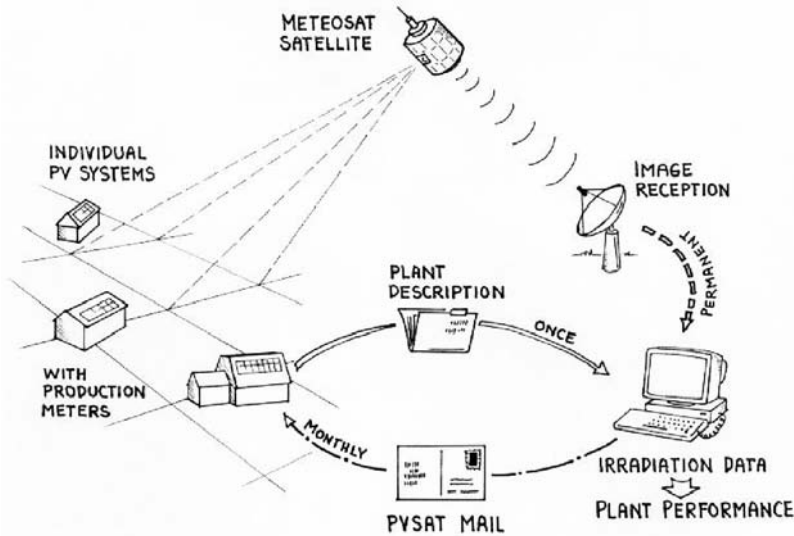 METEOSAT
SATELLITE
INDIVIDUAL
PV SYSTEMS
IMAGE
RECEPTION
PERMANENT
PLANT
DESCRIPTION
ONCE
WITH
PRODUCTION
METERS
MONTHLY
PVSAT MAIL
IRRADIATION DATA
PLANT PERFORMANCE